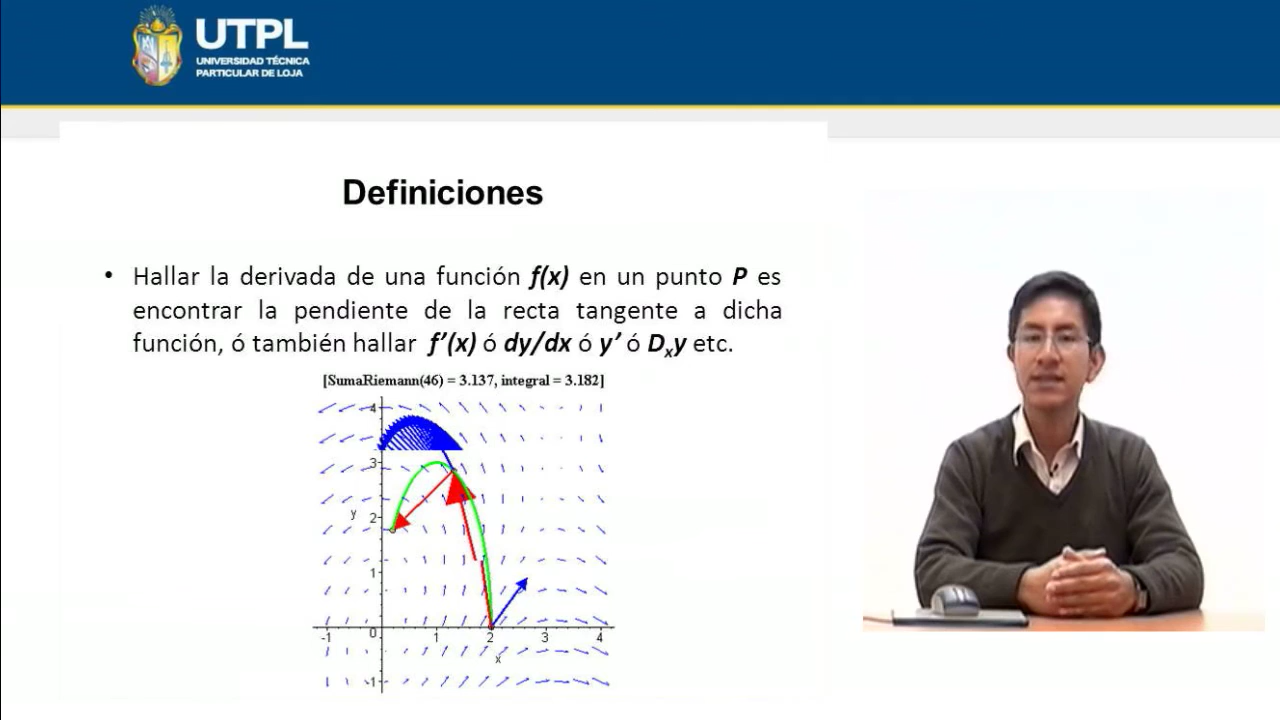 UTPL
UNIVERSIDAD TÉCNICA
PARTICULAR DE LOJA
Definiciones
• Hallar la derivada de una función f(x) en un punto P es
encontrar la pendiente de la recta tangente a dicha
función, ó también hallar f’(x) ó dy/dx ó y’ ó Dxy etc.
[SumaRiemann(46) = 3.137, integral = 3.182]
4
3
y
2
1
-1 0 1 2 3 4
x
-1